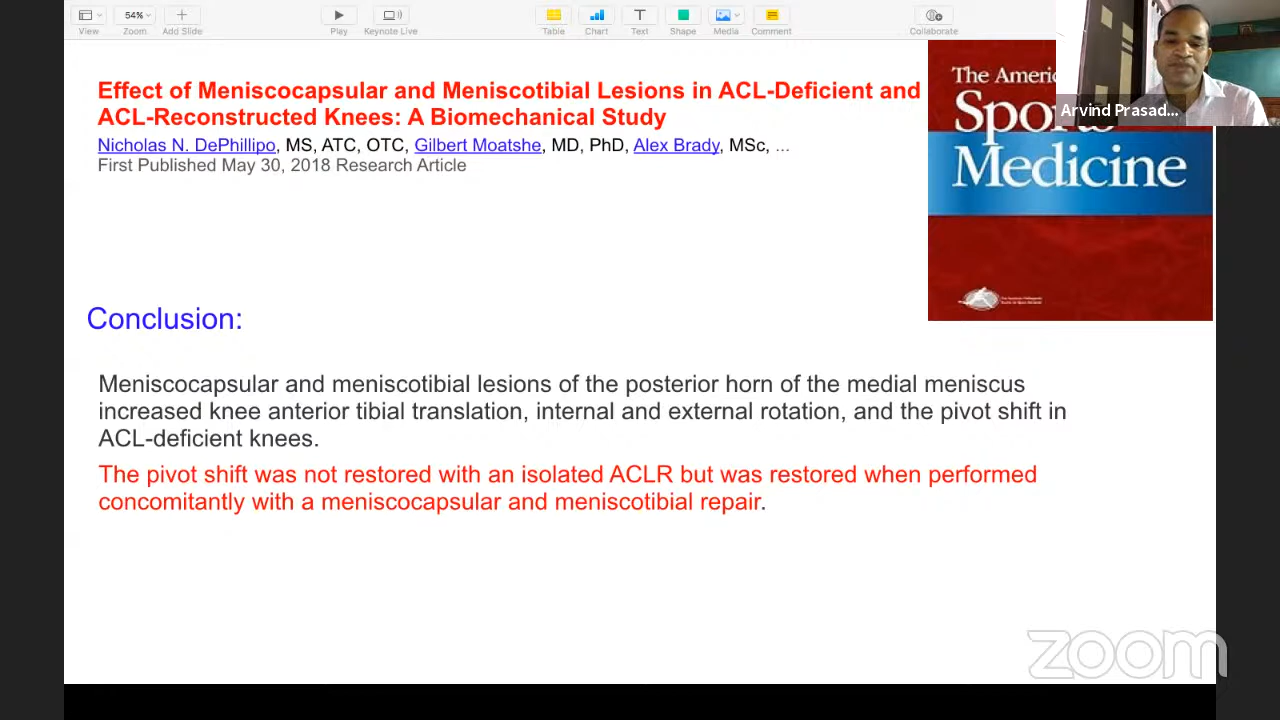 View
54%
Zoom
Add Slide
Play
Keynote Live
Table
Chart
Text
Shape
Media
Comment
Collaborate
Effect of Meniscocapsular and Meniscotibial Lesions in ACL-Deficient and
ACL-Reconstructed Knees: A Biomechanical Study
Nicholas N. DePhillipo, MS, ATC, OTC, Gilbert Moatshe, MD, PhD, Alex Brady, MSc, ...
First Published May 30, 2018 Research Article
The Americ
Sports
Medicine
Arvind Prasad...
Conclusion:
Meniscocapsular and meniscotibial lesions of the posterior horn of the medial meniscus
increased knee anterior tibial translation, internal and external rotation, and the pivot shift in
ACL-deficient knees.
The pivot shift was not restored with an isolated ACLR but was restored when performed
concomitantly with a meniscocapsular and meniscotibial repair.
zoom